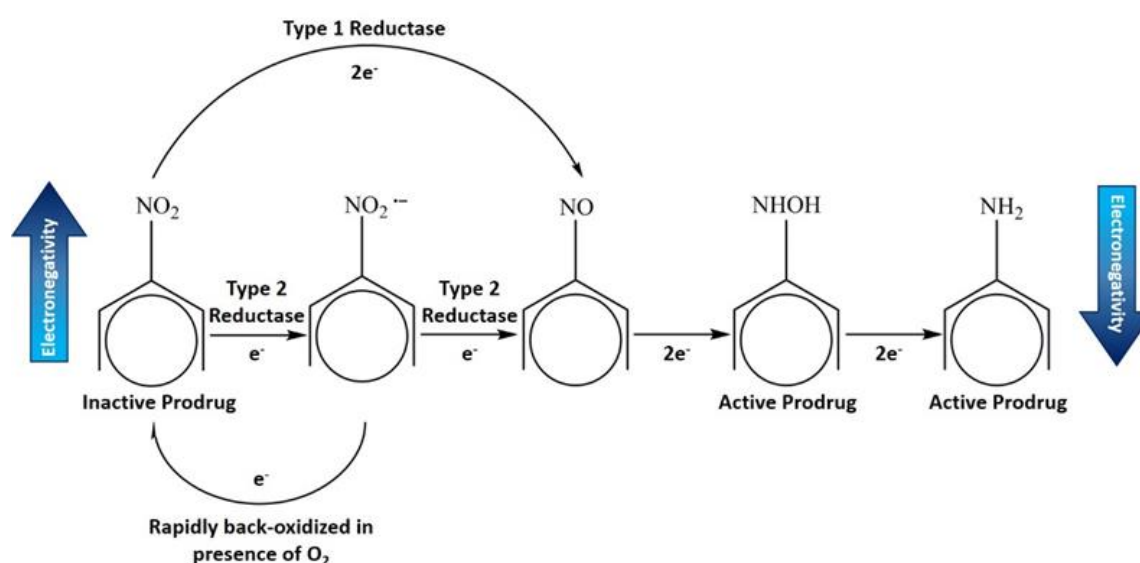 Type 1 Reductase
2e⁻
Electronegativity
NO₂
NO₂ •−
NO
NHOH
NH₂
Electronegativity
Type 2
Reductase
e⁻
Type 2
Reductase
e⁻
2e⁻
2e⁻
Inactive Prodrug
Active Prodrug
Active Prodrug
e⁻
Rapidly back-oxidized in
presence of O₂